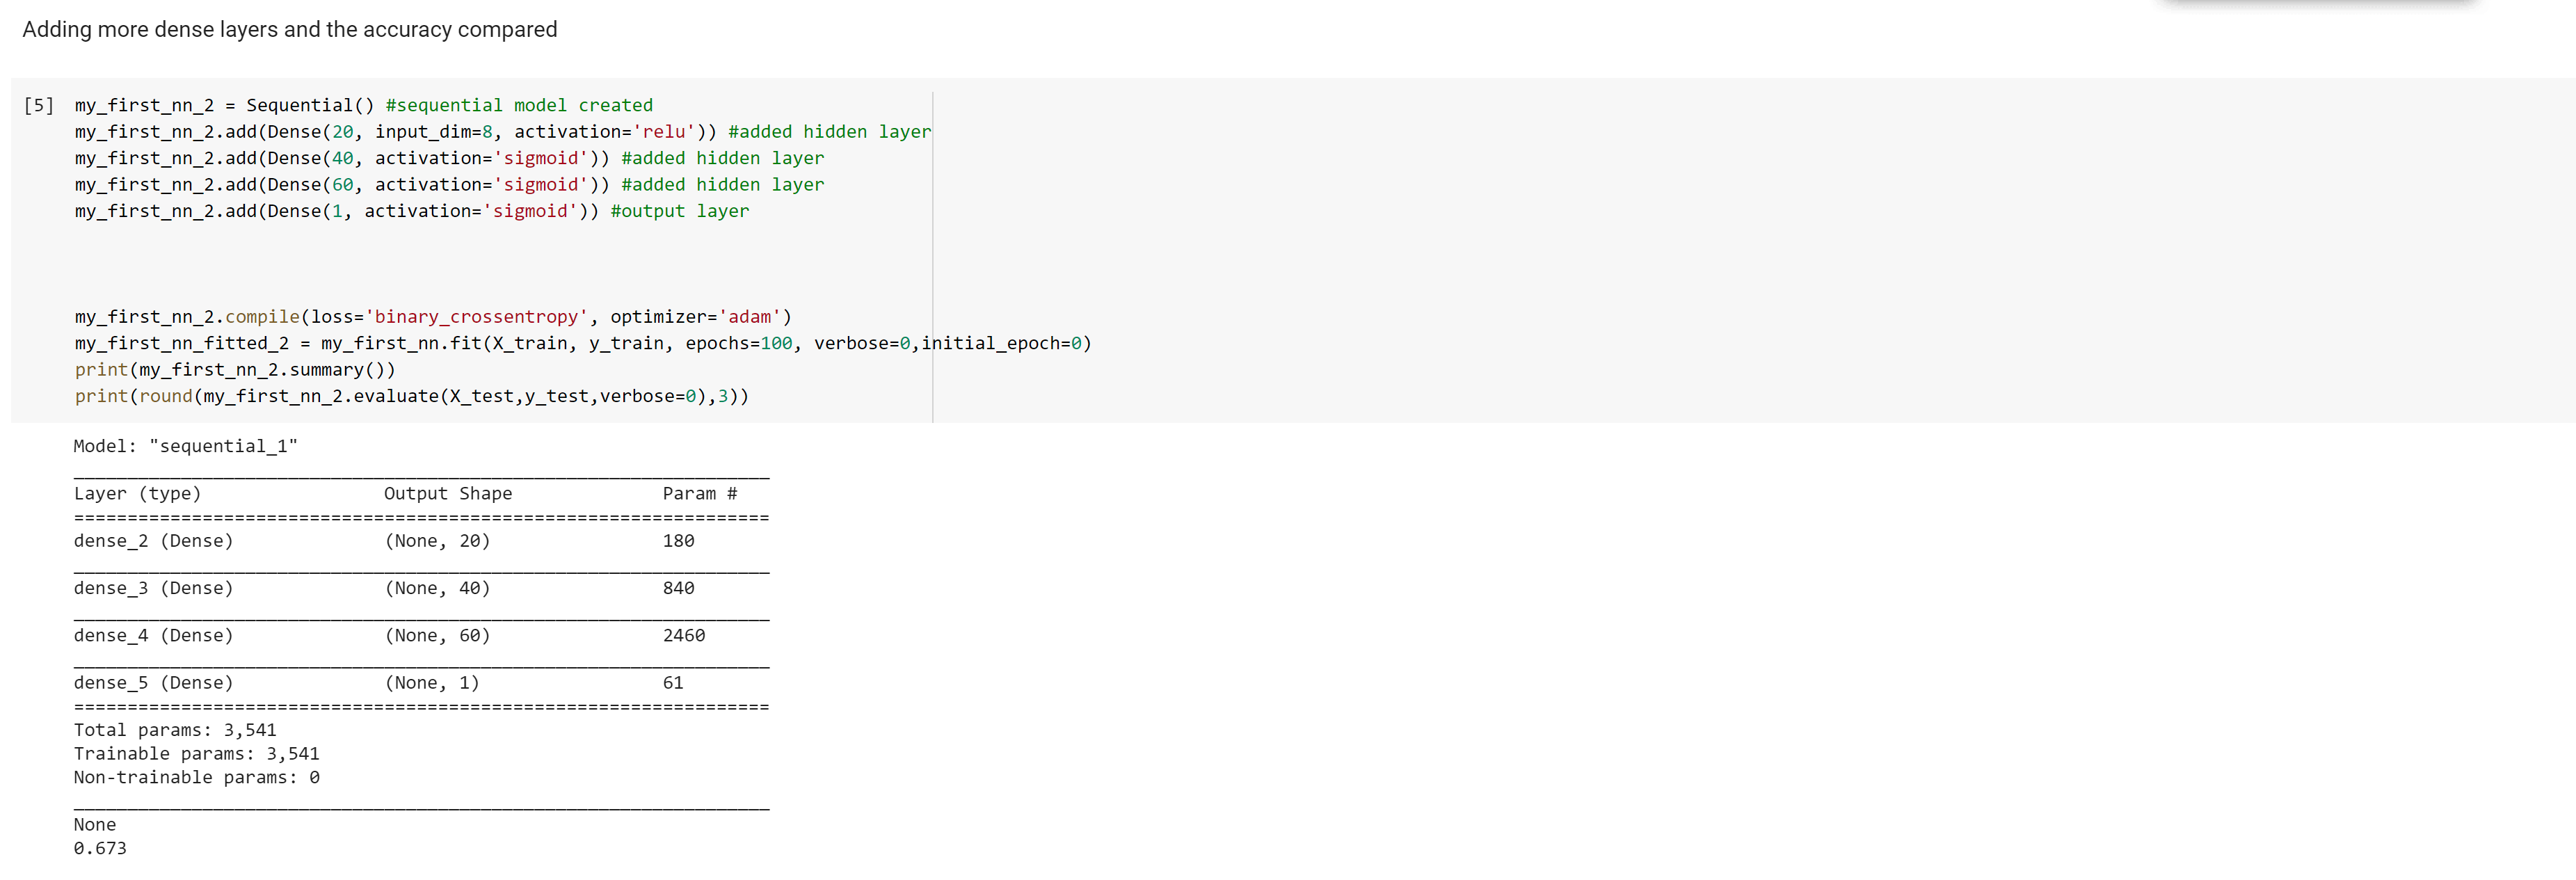 Adding more dense layers and the accuracy compared
[5] my_first_nn_2 = Sequential() #sequential model created
my_first_nn_2.add(Dense(20, input_dim=8, activation='relu')) #added hidden layer
my_first_nn_2.add(Dense(40, activation='sigmoid')) #added hidden layer
my_first_nn_2.add(Dense(60, activation='sigmoid')) #added hidden layer
my_first_nn_2.add(Dense(1, activation='sigmoid')) #output layer
my_first_nn_2.compile(loss='binary_crossentropy', optimizer='adam')
my_first_nn_fitted_2 = my_first_nn.fit(X_train, y_train, epochs=100, verbose=0,initial_epoch=0)
print(my_first_nn_2.summary())
print(round(my_first_nn_2.evaluate(X_test,y_test,verbose=0),3))
Model: "sequential_1"
_________________________________________________________________
Layer (type)                 Output Shape              Param #
=================================================================
dense_2 (Dense)              (None, 20)                180
_________________________________________________________________
dense_3 (Dense)              (None, 40)                840
_________________________________________________________________
dense_4 (Dense)              (None, 60)                2460
_________________________________________________________________
dense_5 (Dense)              (None, 1)                 61
=================================================================
Total params: 3,541
Trainable params: 3,541
Non-trainable params: 0
_________________________________________________________________
None
0.673